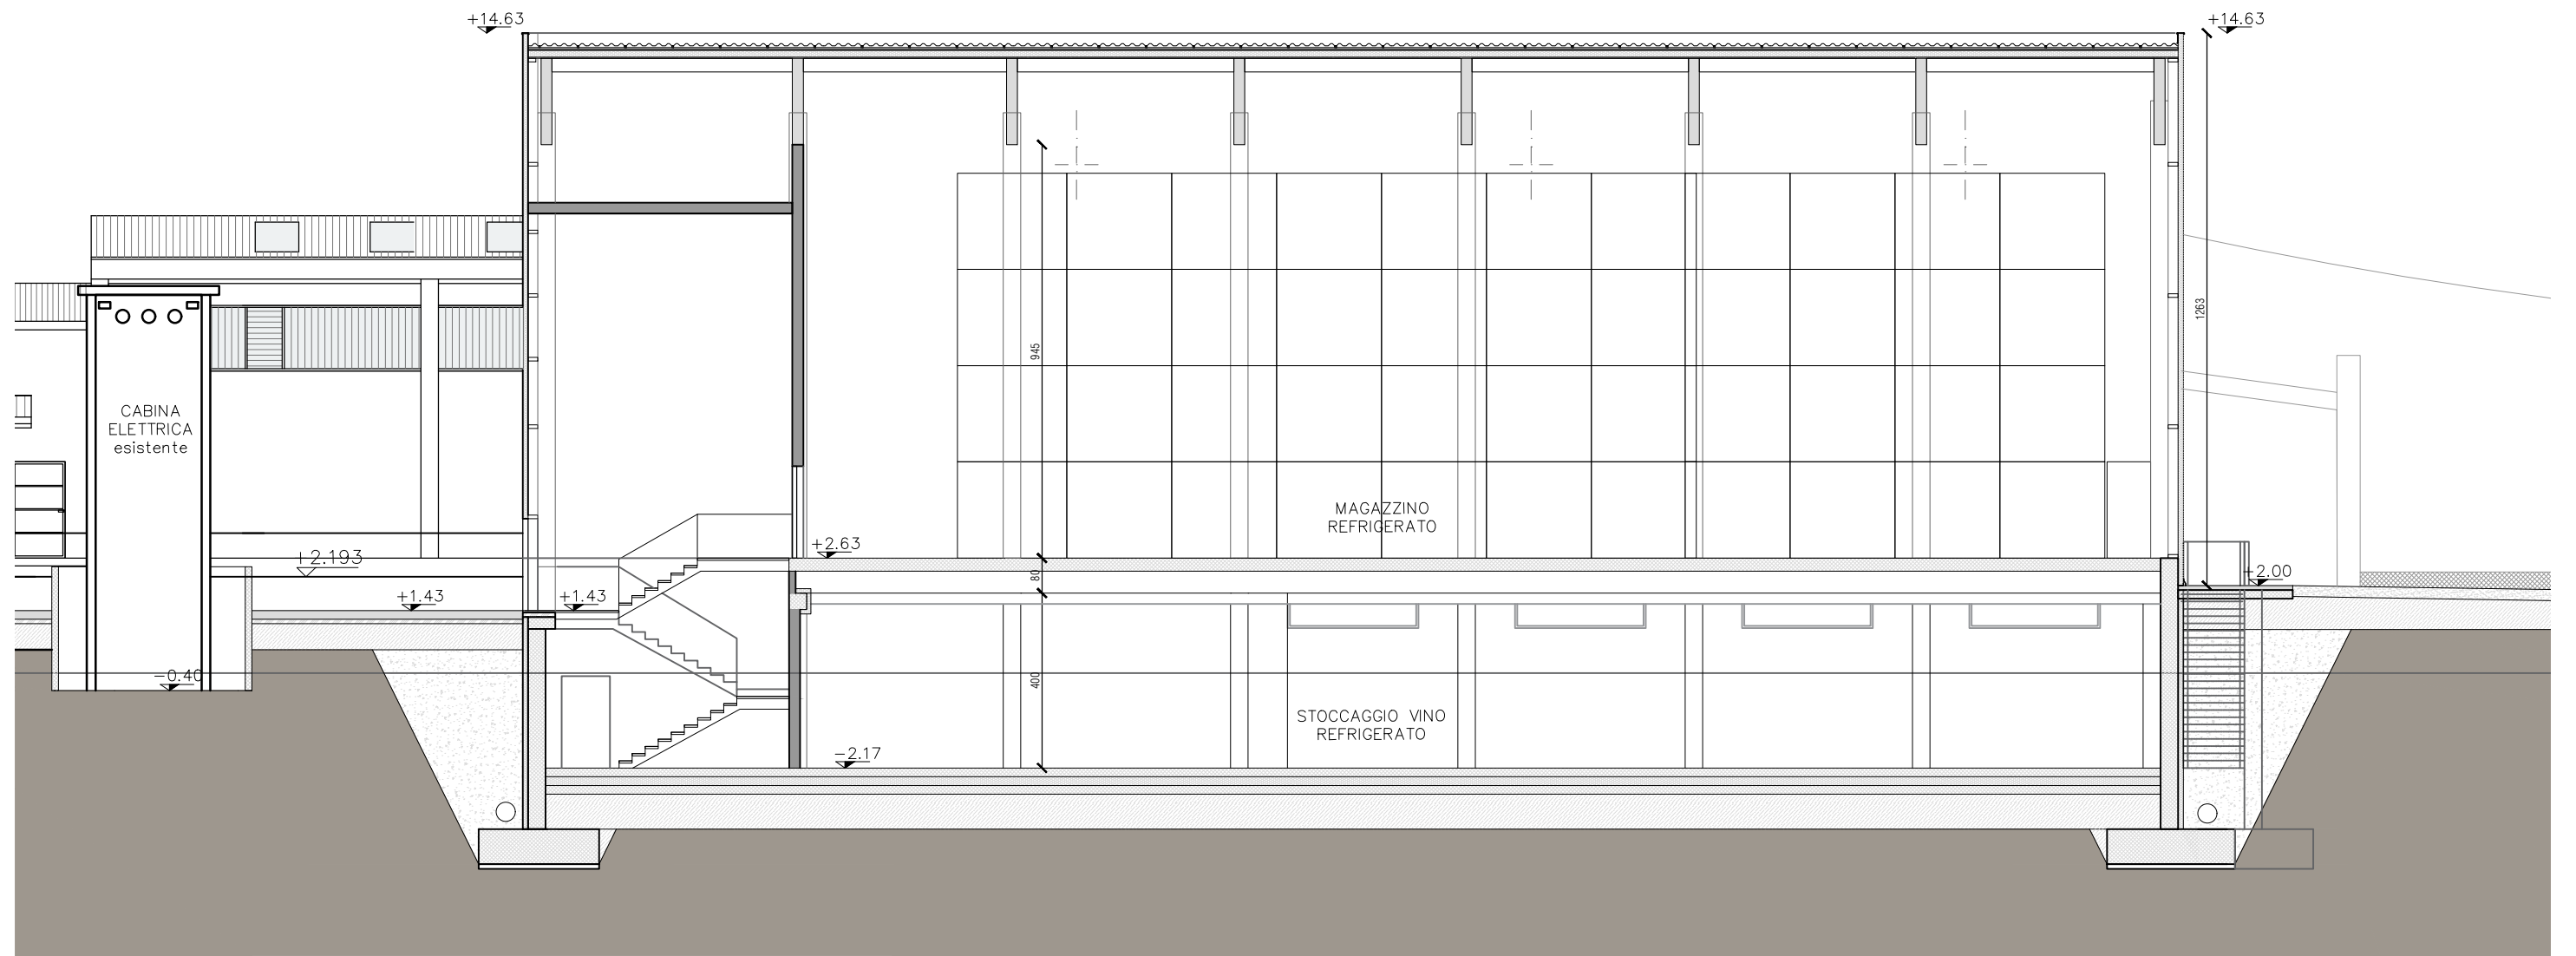 +14.63
+14.63
CABINA
ELETTRICA
esistente
945
1263
MAGAZZINO
REFRIGERATO
+2.63
+2.193
80
+2.00
+1.43
+1.43
-0.40
400
STOCCAGGIO VINO
REFRIGERATO
-2.17